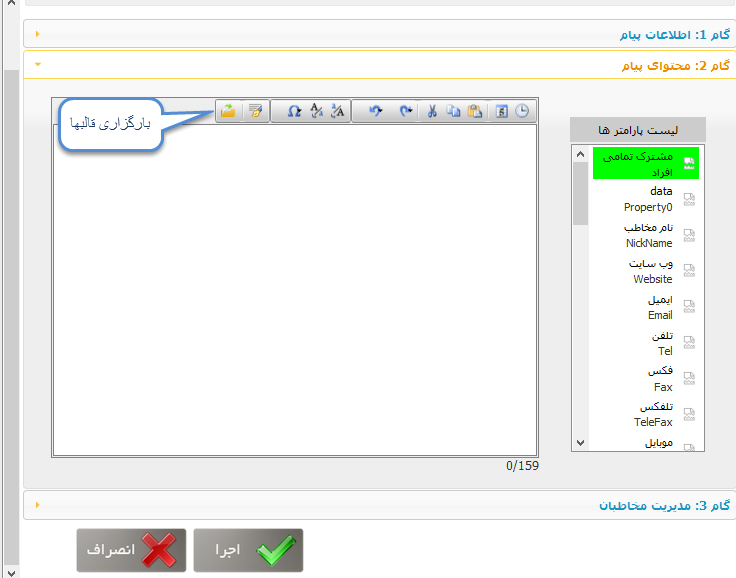 گام 1: اطلاعات پیام
گام 2: محتوای پیام
بارگزاری قالبها
لیست پارامتر ها
مشترک تمامی
افراد
data
Property0
نام مخاطب
NickName
وب سایت
Website
ایمیل
Email
تلفن
Tel
فکس
Fax
تلفکس
TeleFax
موبایل
0/159
گام 3: مدیریت مخاطبان
اجرا
انصراف